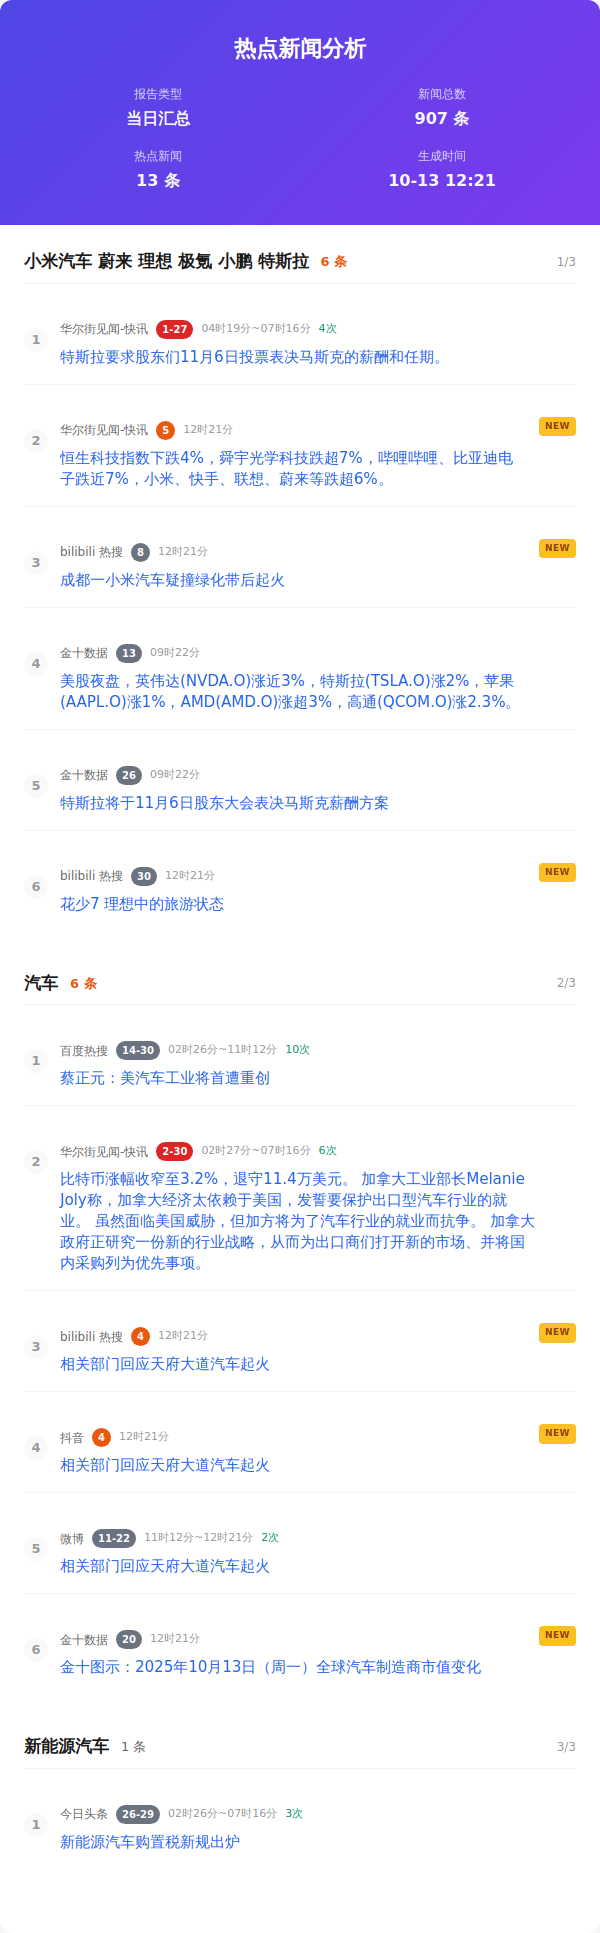 热点新闻分析
报告类型
当日汇总
新闻总数
907 条
热点新闻
13 条
生成时间
10-13 12:21
小米汽车 蔚来 理想 极氪 小鹏 特斯拉 6 条 1/3
1
华尔街见闻-快讯 1-27 04时19分~07时16分 4次
特斯拉要求股东们11月6日投票表决马斯克的薪酬和任期。
2
华尔街见闻-快讯 5 12时21分 NEW
恒生科技指数下跌4%，舜宇光学科技跌超7%，哔哩哔哩、比亚迪电
子跌近7%，小米、快手、联想、蔚来等跌超6%。
3
bilibili 热搜 8 12时21分 NEW
成都一小米汽车疑撞绿化带后起火
4
金十数据 13 09时22分
美股夜盘，英伟达(NVDA.O)涨近3%，特斯拉(TSLA.O)涨2%，苹果
(AAPL.O)涨1%，AMD(AMD.O)涨超3%，高通(QCOM.O)涨2.3%。
5
金十数据 26 09时22分
特斯拉将于11月6日股东大会表决马斯克薪酬方案
6
bilibili 热搜 30 12时21分 NEW
花少7 理想中的旅游状态
汽车 6 条 2/3
1
百度热搜 14-30 02时26分~11时12分 10次
蔡正元：美汽车工业将首遭重创
2
华尔街见闻-快讯 2-30 02时27分~07时16分 6次
比特币涨幅收窄至3.2%，退守11.4万美元。 加拿大工业部长Melanie
Joly称，加拿大经济太依赖于美国，发誓要保护出口型汽车行业的就
业。 虽然面临美国威胁，但加方将为了汽车行业的就业而抗争。 加拿大
政府正研究一份新的行业战略，从而为出口商们打开新的市场、并将国
内采购列为优先事项。
3
bilibili 热搜 4 12时21分 NEW
相关部门回应天府大道汽车起火
4
抖音 4 12时21分 NEW
相关部门回应天府大道汽车起火
5
微博 11-22 11时12分~12时21分 2次
相关部门回应天府大道汽车起火
6
金十数据 20 12时21分 NEW
金十图示：2025年10月13日（周一）全球汽车制造商市值变化
新能源汽车 1 条 3/3
1
今日头条 26-29 02时26分~07时16分 3次
新能源汽车购置税新规出炉